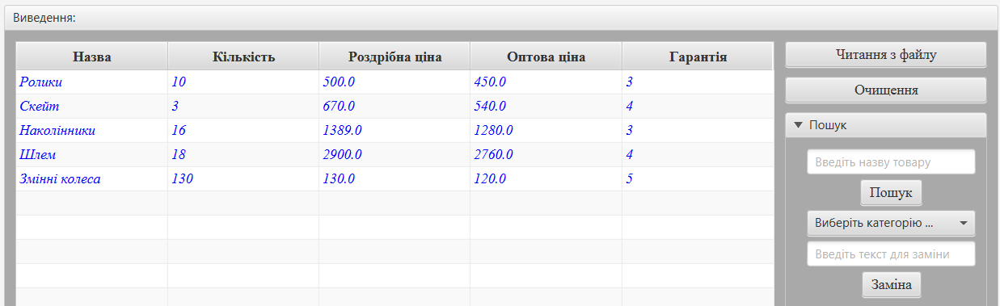 Виведення:
Назва Кількість Роздрібна ціна Оптова ціна Гарантія
Ролики 10 500.0 450.0 3
Скейт 3 670.0 540.0 4
Наколінники 16 1389.0 1280.0 3
Шлем 18 2900.0 2760.0 4
Змінні колеса 130 130.0 120.0 5
Читання з файлу
Очищення
Пошук
Введіть назву товару
Пошук
Виберіть категорію ...
Введіть текст для заміни
Заміна